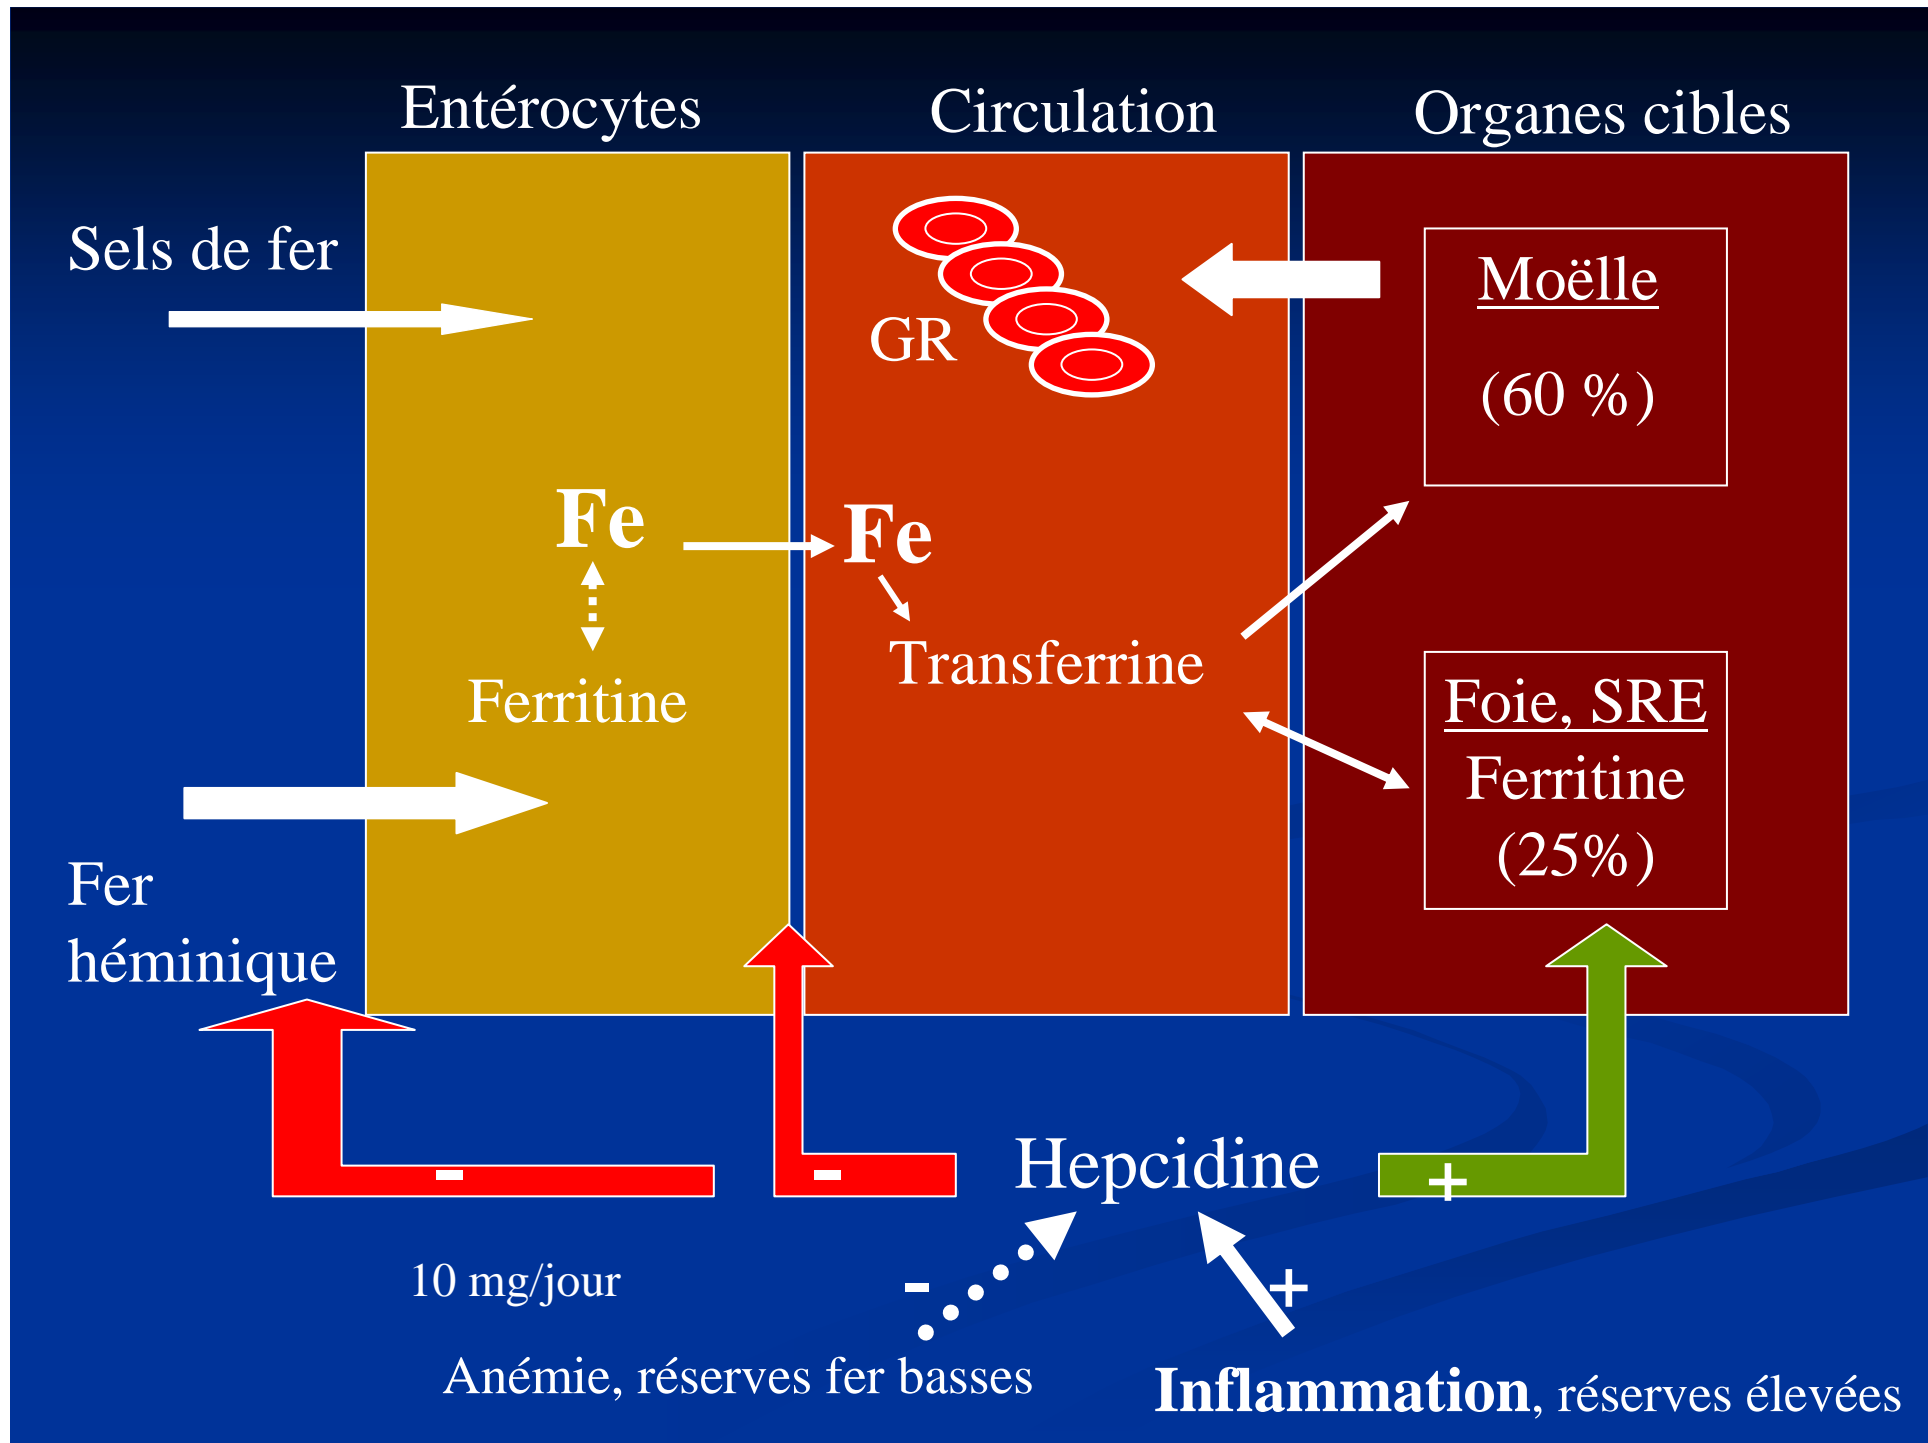 Entérocytes
Circulation
Organes cibles
Sels de fer
Moëlle
(60 %)
GR
Fe
Fe
Transferrine
Ferritine
Foie, SRE
Ferritine
(25%)
Fer
héminique
Hepcidine
-
-
+
10 mg/jour
-
+
Anémie, réserves fer basses
Inflammation, réserves élevées